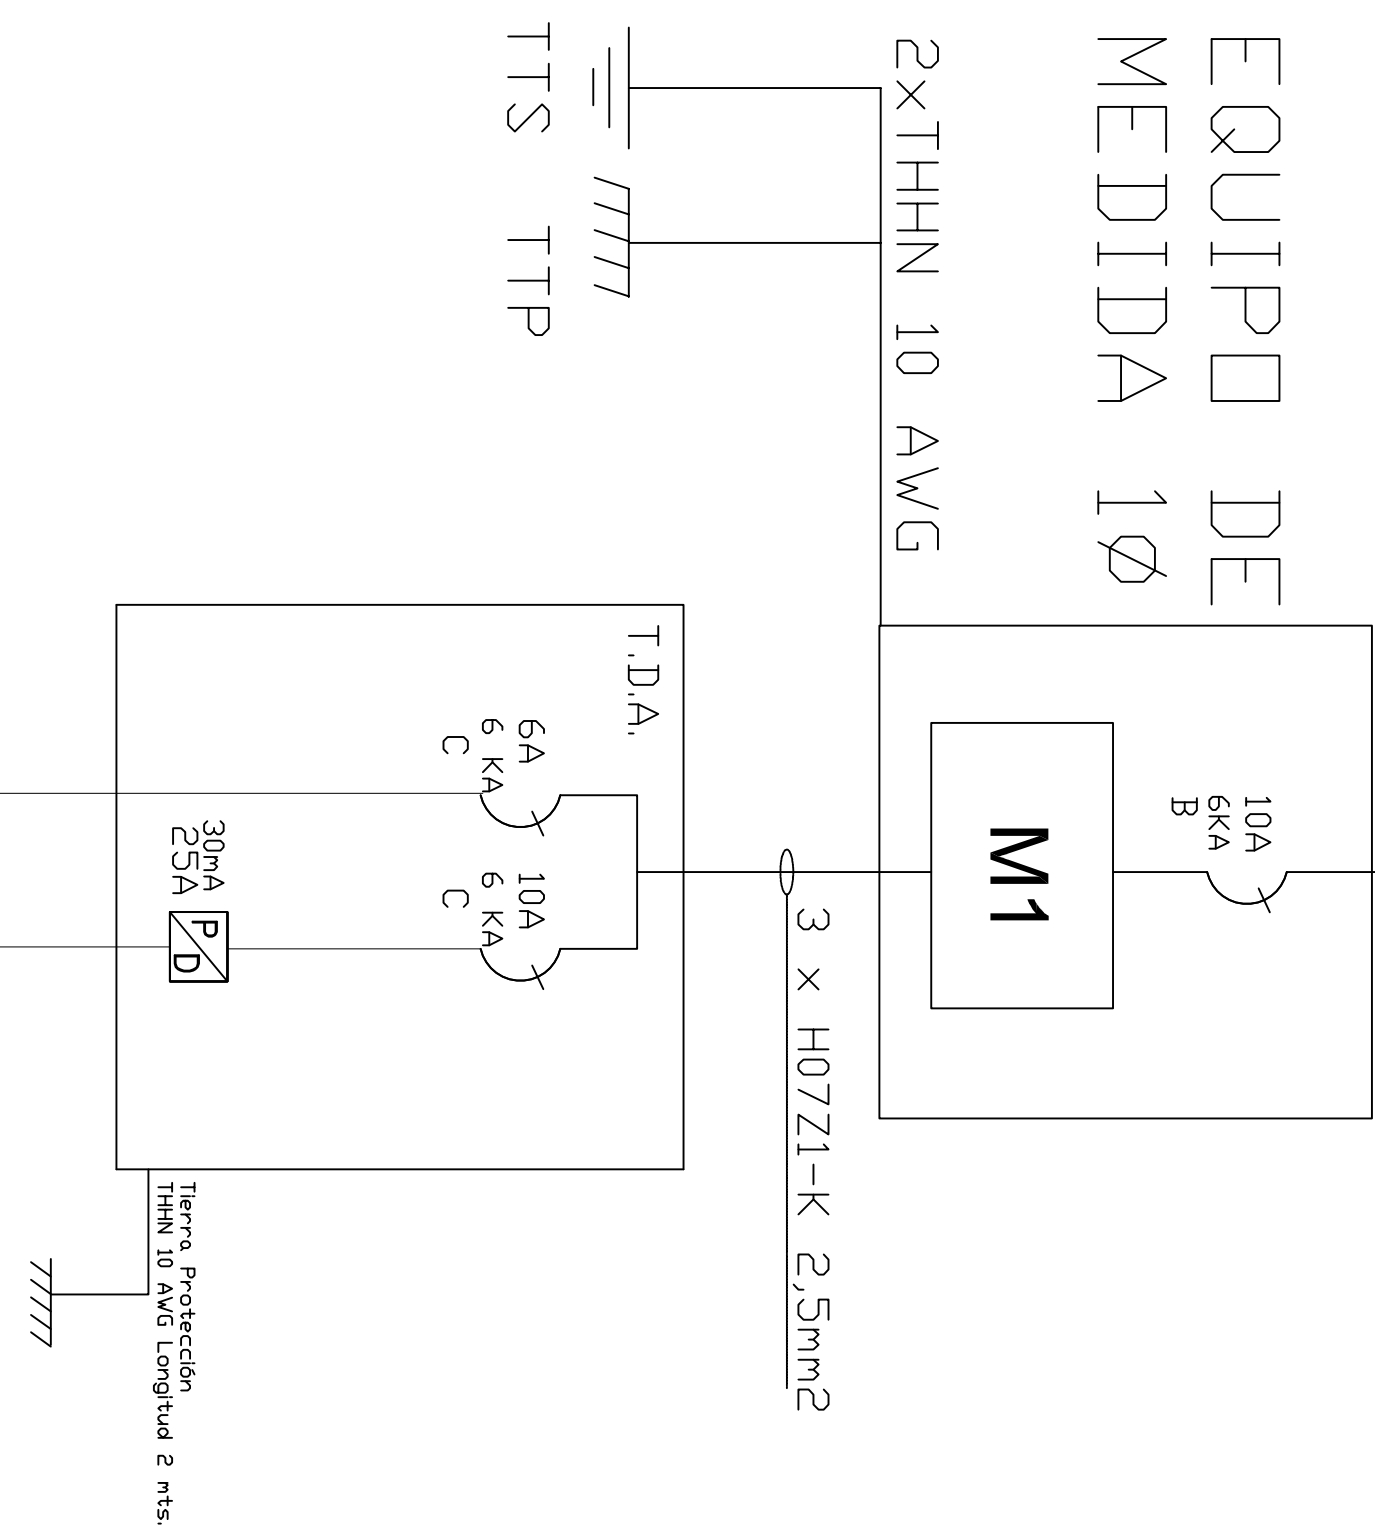 EQUIPO DE
MEDIDA 1Ø
10A
6KA
B
M1
2xTHHN 10 AWG
TTS TTP
3 x H07Z1-K 2,5mm2
T.D.A.
6A
6 KA
C
10A
6 KA
C
30mA
25A
P/D
Tierra Protección
THHN 10 AWG Longitud 2 mts.